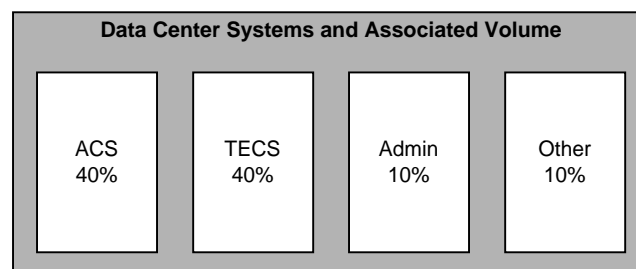 Data Center Systems and Associated Volume
ACS
40%
TECS
40%
Admin
10%
Other
10%